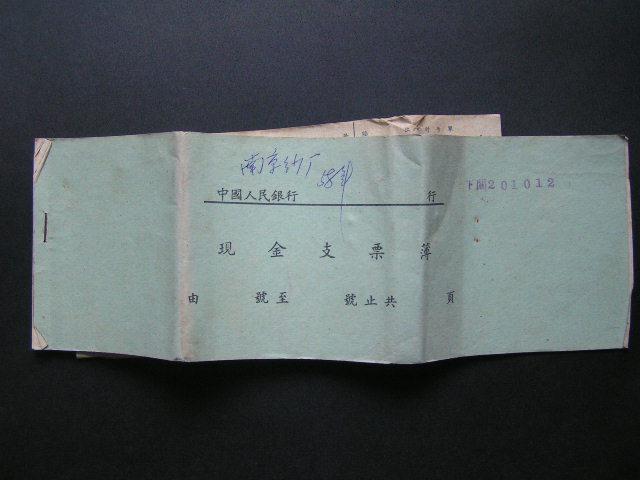 南京纱厂 58年
中國人民銀行 行
下關201012
現金支票簿
由 號至 號止共 頁